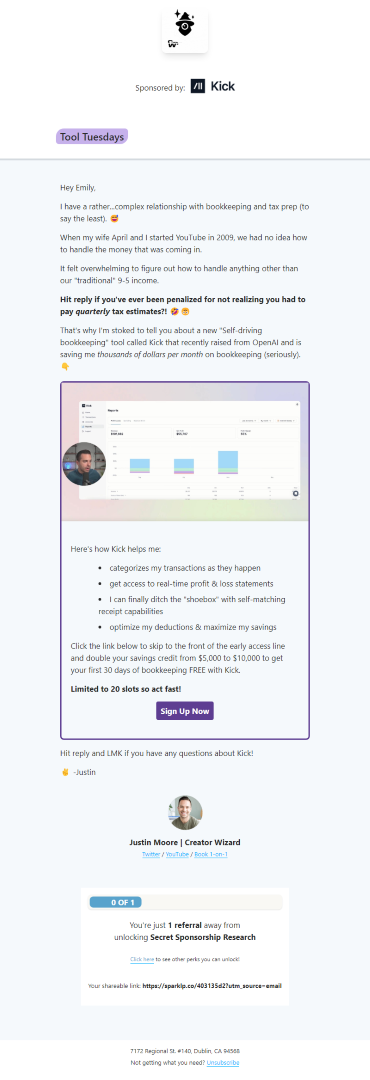 Sponsored by: Kick
Tool Tuesdays
Hey Emily,
I have a rather...complex relationship with bookkeeping and tax prep (to
say the least). 😅
When my wife April and I started YouTube in 2009, we had no idea how
to handle the money that was coming in.
It felt overwhelming to figure out how to handle anything other than
our "traditional" 9-5 income.
Hit reply if you've ever been penalized for not realizing you had to
pay quarterly tax estimates?!
That's why I'm stoked to tell you about a new "Self-driving
bookkeeping" tool called Kick that recently raised from OpenAI and is
saving me thousands of dollars per month on bookkeeping (seriously).
👇
Kick
Reports
Here's how Kick helps me:
• categorizes my transactions as they happen
• get access to real-time profit & loss statements
• I can finally ditch the "shoebox" with self-matching
receipt capabilities
• optimize my deductions & maximize my savings
Click the link below to skip to the front of the early access line
and double your savings credit from $5,000 to $10,000 to get
your first 30 days of bookkeeping FREE with Kick.
Limited to 20 slots so act fast!
Sign Up Now
Hit reply and LMK if you have any questions about Kick!
✌️ -Justin
Justin Moore | Creator Wizard
Twitter / YouTube / Book 1-on-1
0 OF 1
You're just 1 referral away from
unlocking Secret Sponsorship Research
Click here to see other perks you can unlock!
Your shareable link: https://sparklp.co/403135d2?utm_source=email
7172 Regional St. #140, Dublin, CA 94568
Not getting what you need? Unsubscribe